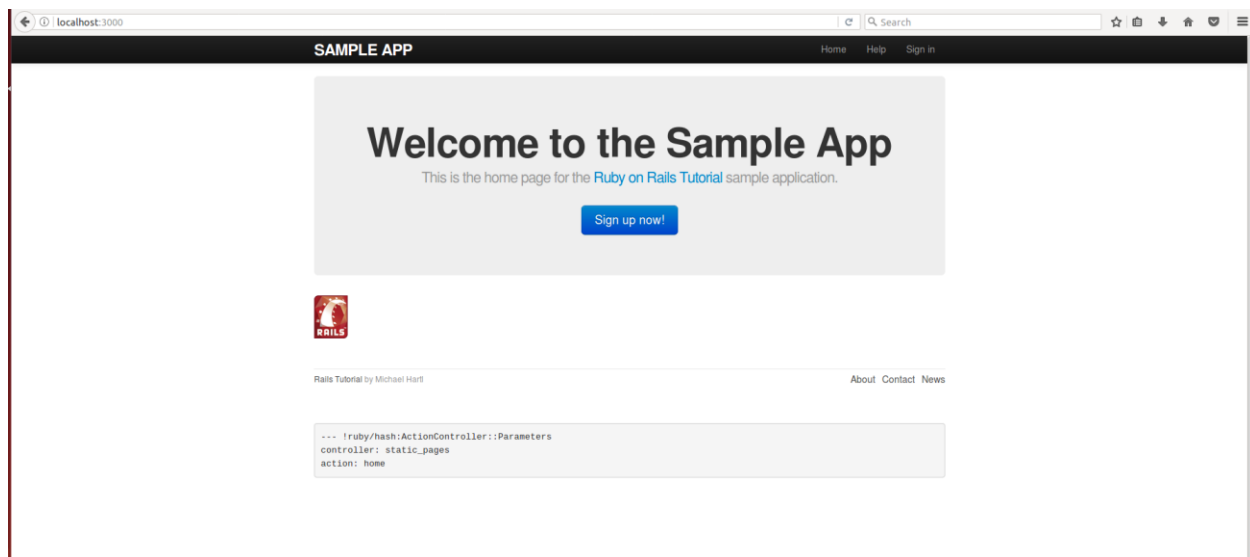 localhost:3000
Search
SAMPLE APP
Home Help Sign in
Welcome to the Sample App
This is the home page for the Ruby on Rails Tutorial sample application.
Sign up now!
RAILS
Rails Tutorial by Michael Hartl
About Contact News
--- !ruby/hash:ActionController::Parameters
controller: static_pages
action: home